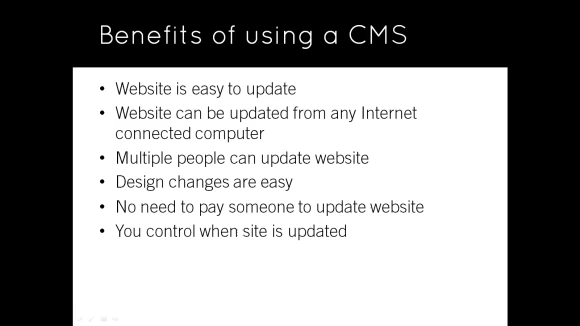 Benefits of using a CMS
• Website is easy to update
• Website can be updated from any Internet
connected computer
• Multiple people can update website
• Design changes are easy
• No need to pay someone to update website
• You control when site is updated